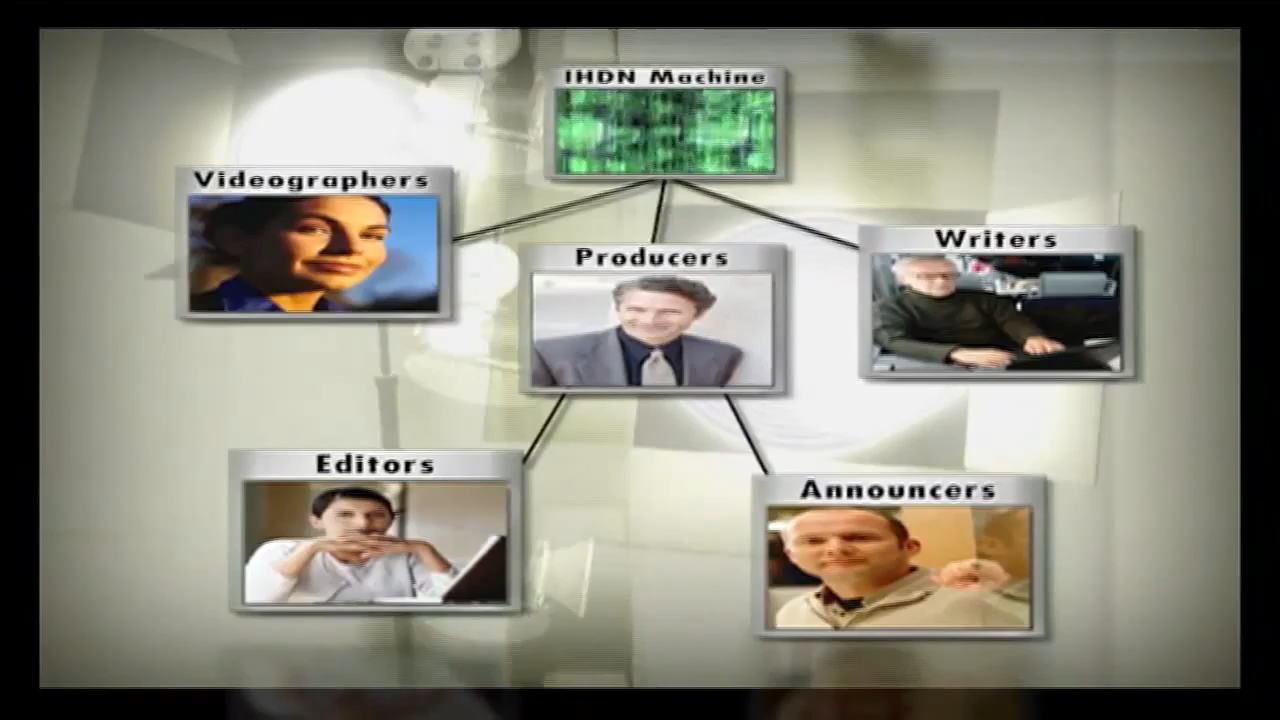 IHDN Machine
Videographers
Producers
Writers
Editors
Announcers